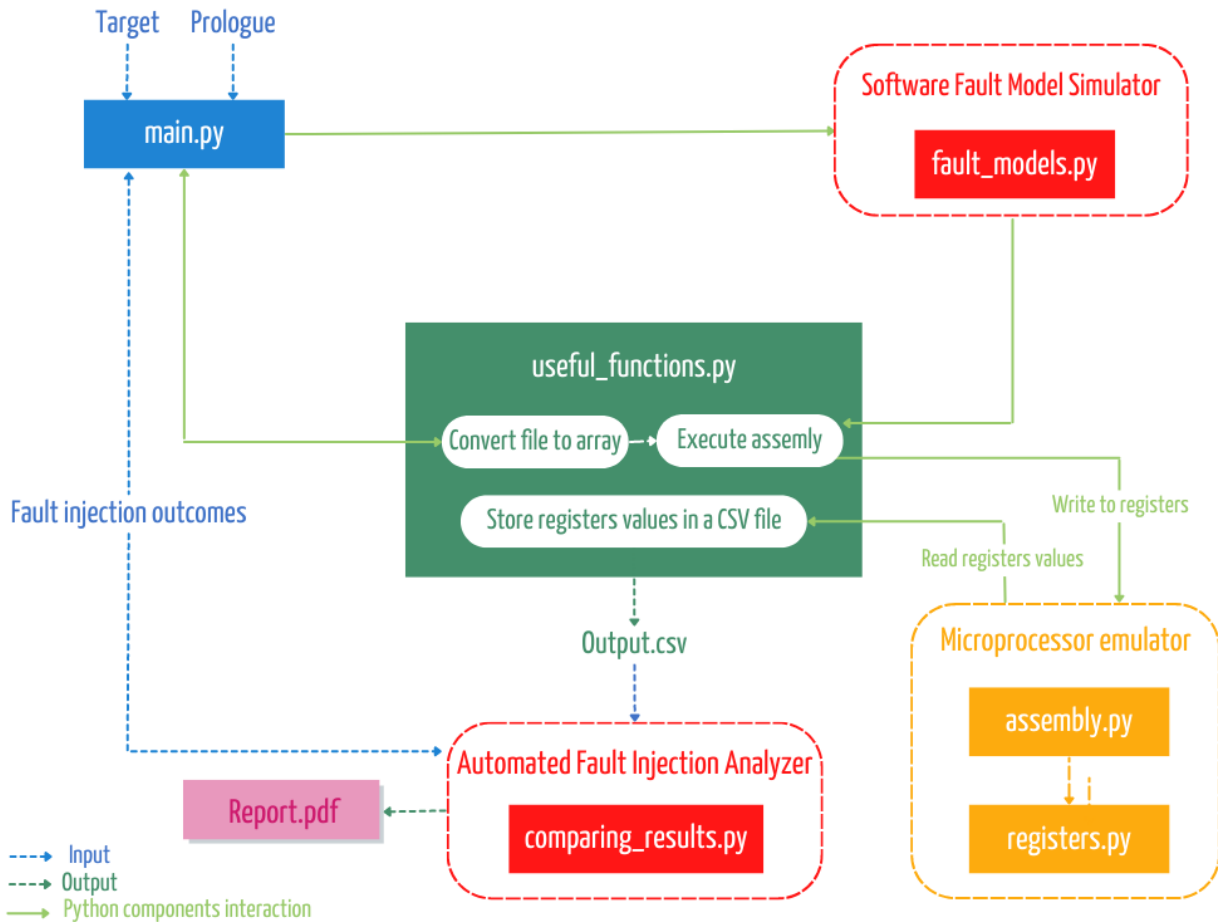 Target
Prologue
main.py
Software Fault Model Simulator
fault_models.py
useful_functions.py
Convert file to array
Execute assemly
Store registers values in a CSV file
Fault injection outcomes
Write to registers
Read registers values
Output.csv
Microprocessor emulator
assembly.py
registers.py
Automated Fault Injection Analyzer
comparing_results.py
Report.pdf
Input
Output
Python components interaction